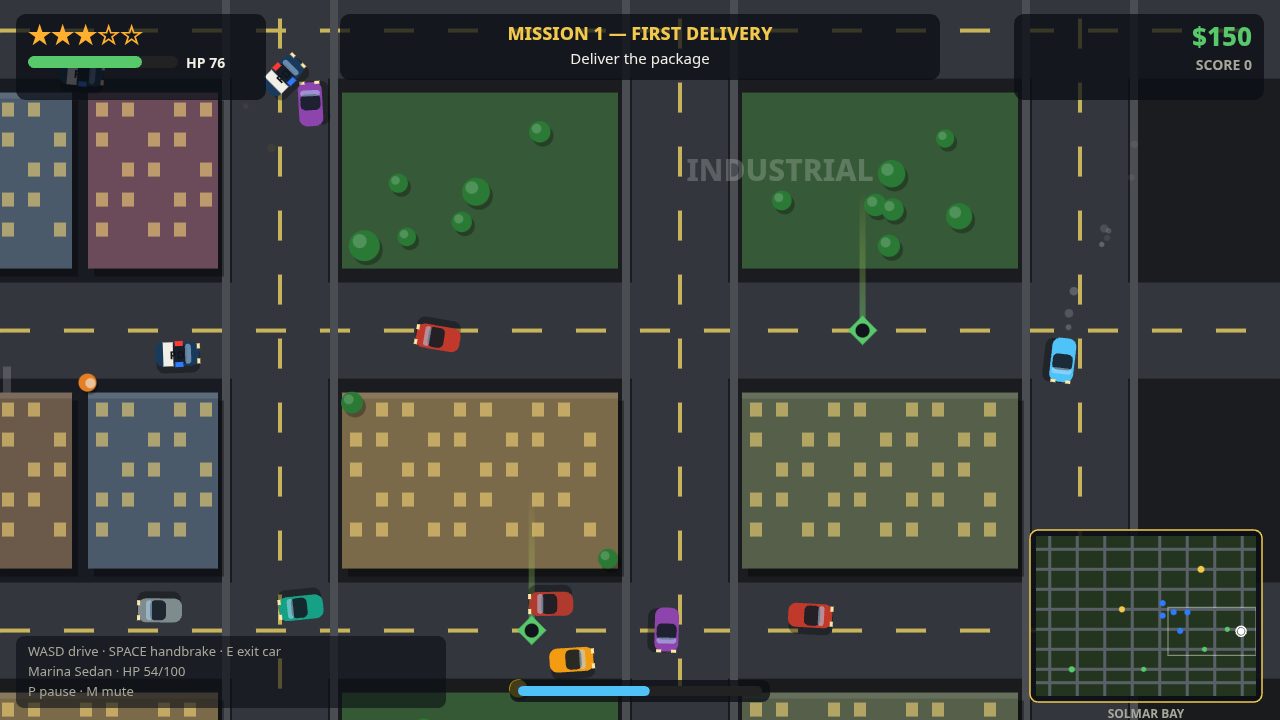 MISSION 1 — FIRST DELIVERY
Deliver the package
HP 76
$150
SCORE 0
INDUSTRIAL
WASD drive · SPACE handbrake · E exit car
Marina Sedan · HP 54/100
P pause · M mute
SOLMAR BAY